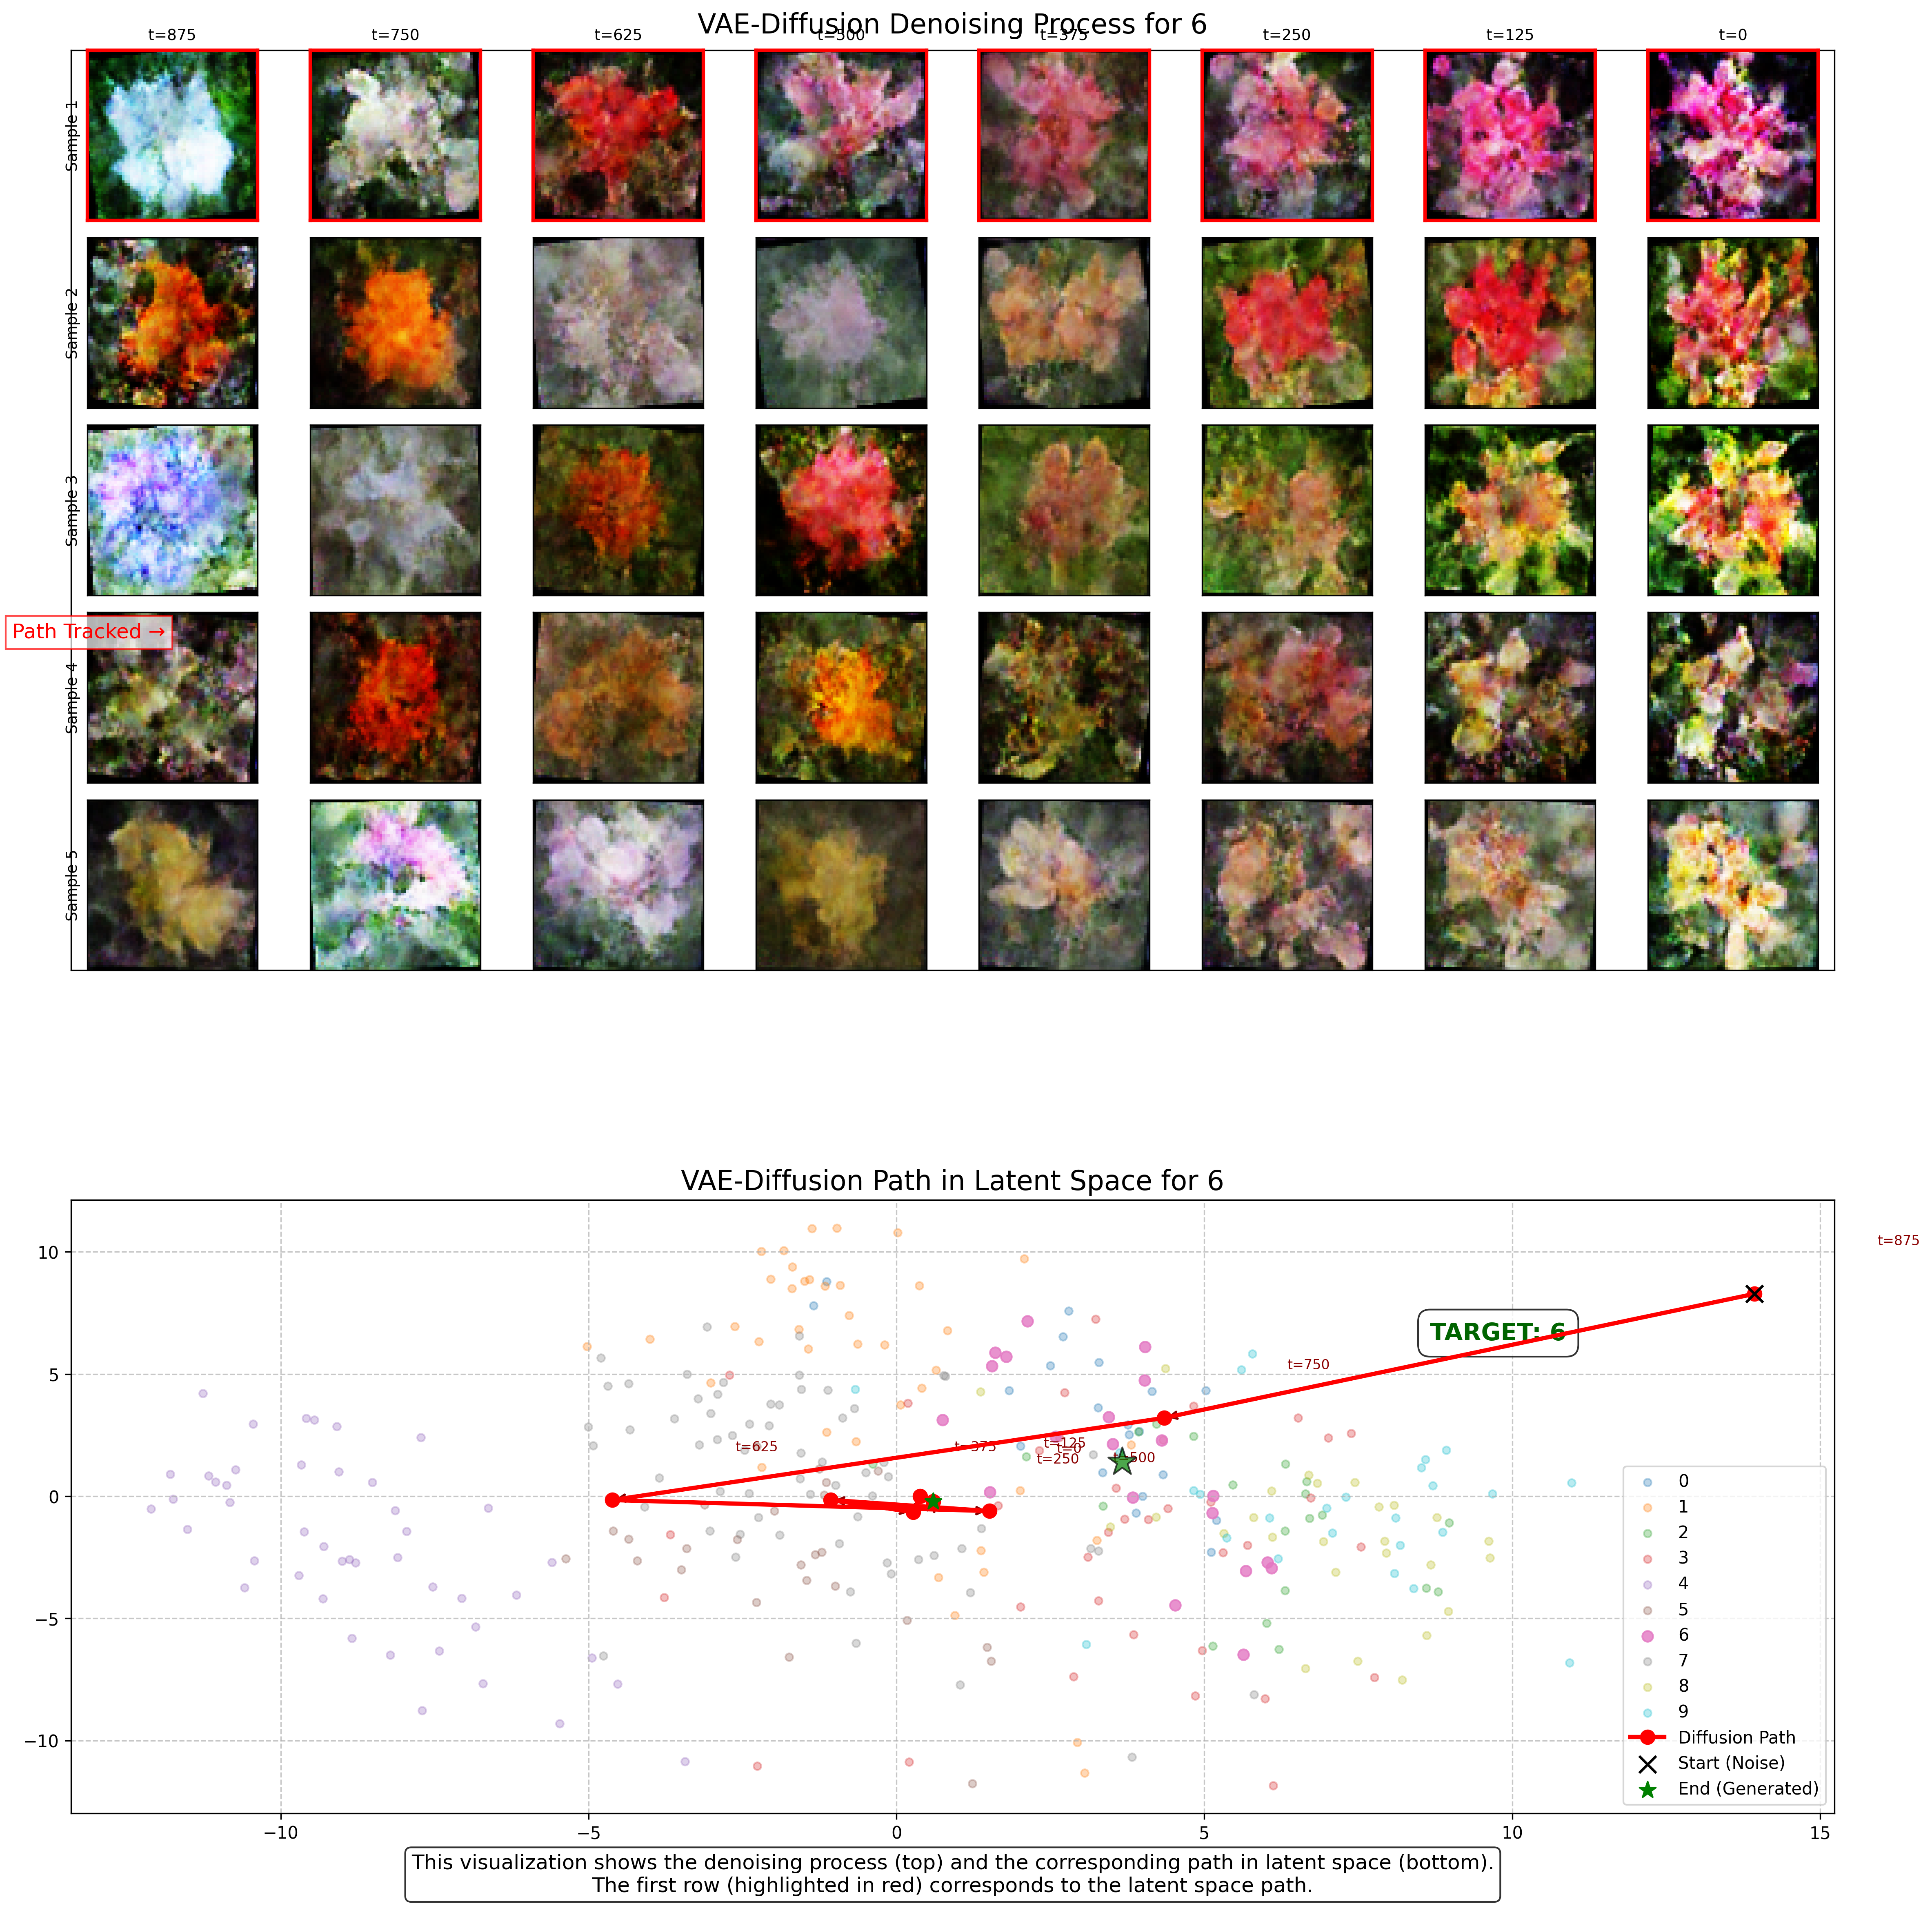 VAE-Diffusion Denoising Process for 6
t=875
t=750
t=625
t=500
t=375
t=250
t=125
t=0
Sample 1
Sample 2
Sample 3
Path Tracked →
Sample 4
Sample 5
VAE-Diffusion Path in Latent Space for 6
t=875
TARGET: 6
t=750
t=625
t=375
t=125
t=0
t=250
t=500
10
5
0
−5
−10
−10
−5
0
5
10
15
0
1
2
3
4
5
6
7
8
9
Diffusion Path
Start (Noise)
End (Generated)
This visualization shows the denoising process (top) and the corresponding path in latent space (bottom).
The first row (highlighted in red) corresponds to the latent space path.